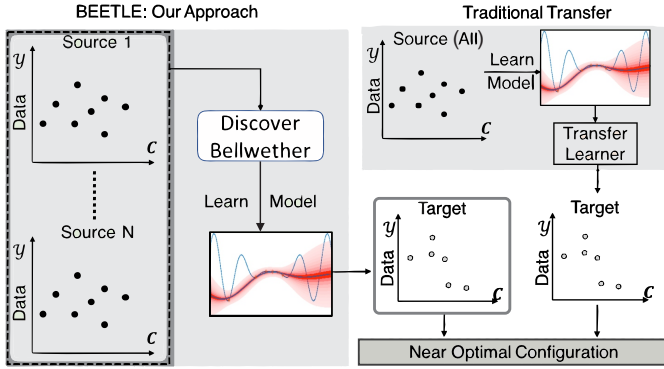 BEETLE: Our Approach
Source 1
𝒴
Data
C
Source N
𝒴
Data
C
Discover
Bellwether
Learn Model
Traditional Transfer
Source (All)
𝒴
Data
C
Learn
Model
Transfer
Learner
Target
𝒴
Data
C
Target
𝒴
Data
C
Near Optimal Configuration